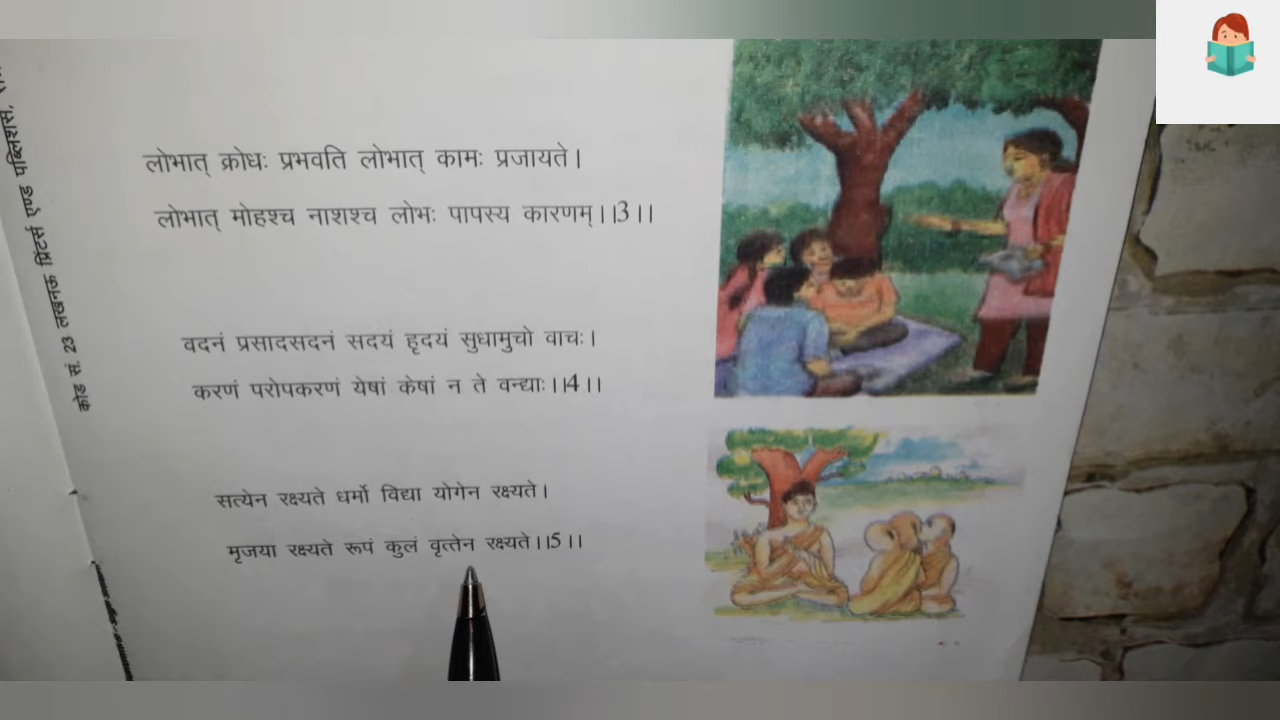 लोभात् क्रोधः प्रभवति लोभात् कामः प्रजायते।
लोभात् मोहश्च नाशश्च लोभः पापस्य कारणम्।।3।।
वदनं प्रसादसदनं सदयं हृदयं सुधामुचो वाचः।
करणं परोपकरणं येषां केषां न ते वन्द्याः।।4।।
सत्येन रक्ष्यते धर्मो विद्या योगेन रक्ष्यते।
मृजया रक्ष्यते रूपं कुलं वृत्तेन रक्ष्यते।।5।।
कोड सं. 23 लखनऊ प्रिंटर्स एण्ड पब्लिशर्स,